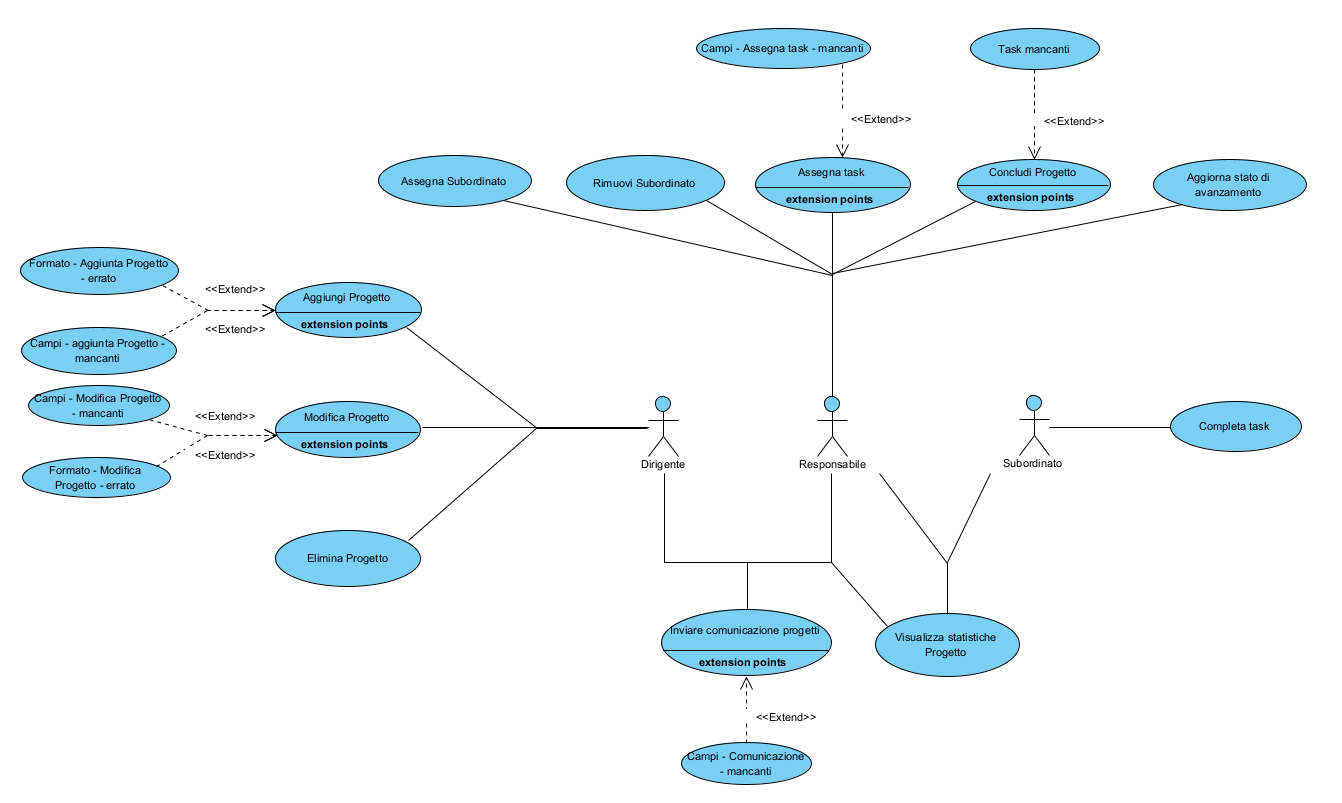 Campi - Assegna task - mancanti
Task mancanti
<<Extend>>
<<Extend>>
Assegna Subordinato
Rimuovi Subordinato
Assegna task
extension points
Concludi Progetto
extension points
Aggiorna stato di
avanzamento
Formato - Aggiunta Progetto
- errato
<<Extend>>
<<Extend>>
Campi - aggiunta Progetto -
mancanti
Aggiungi Progetto
extension points
Campi - Modifica Progetto
- mancanti
<<Extend>>
<<Extend>>
Formato - Modifica
Progetto - errato
Modifica Progetto
extension points
Elimina Progetto
Dirigente
Responsabile
Subordinato
Completa task
Inviare comunicazione progetti
extension points
Visualizza statistiche
Progetto
<<Extend>>
Campi - Comunicazione
- mancanti